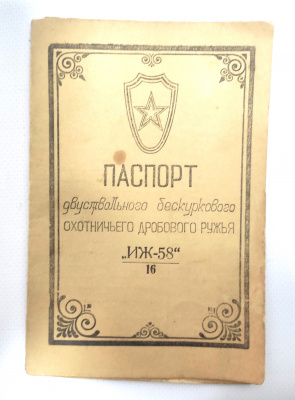 ПАСПОРТ
двуствольного бескуркового
ОХОТНИЧЬЕГО ДРОБОВОГО РУЖЬЯ
„ИЖ-58“
16